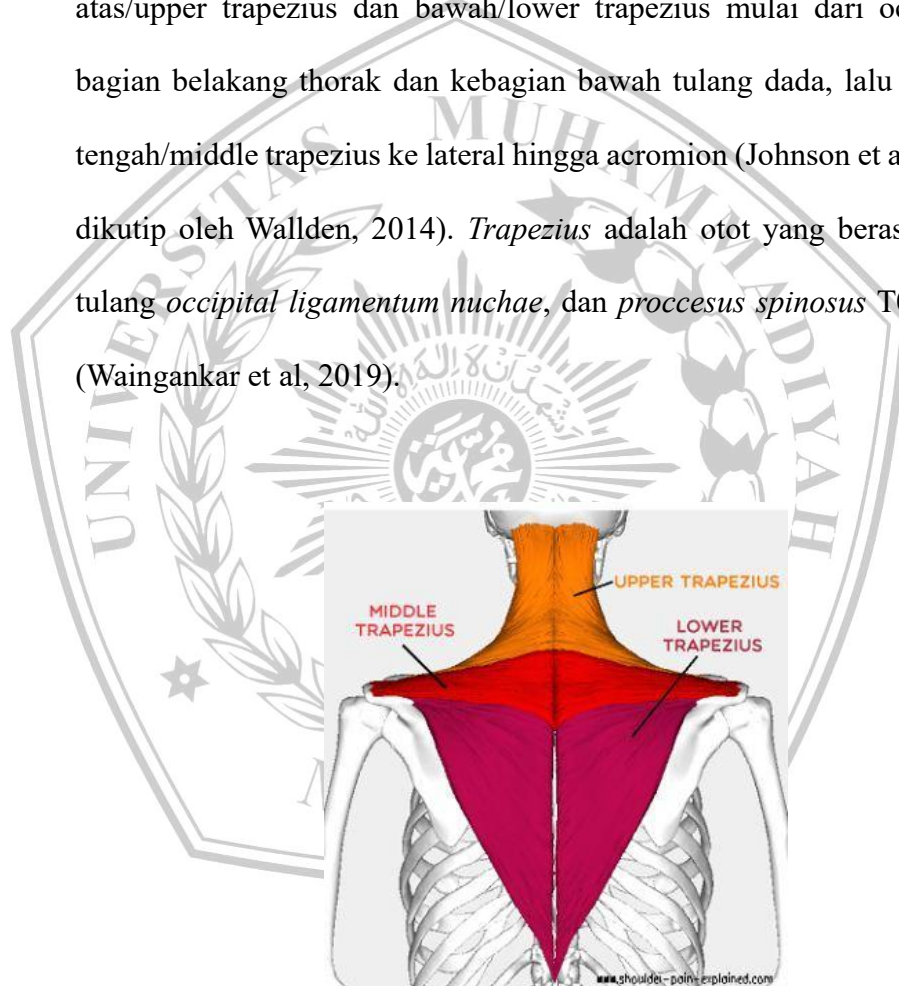 atas/upper trapezius dan bawah/lower trapezius mulai dari
bagian belakang thorak dan kebagian bawah tulang dada, lalu
tengah/middle trapezius ke lateral hingga acromion (Johnson et a
dikutip oleh Wallden, 2014). Trapezius adalah otot yang beras
tulang occipital ligamentum nuchae, dan proccesus spinosus
(Waingankar et al, 2019).
UNIVERSITAS MUHAMMADIYAH
M
UPPER TRAPEZIUS
MIDDLE
TRAPEZIUS
LOWER
TRAPEZIUS
www.shoulder-pain-explained.com